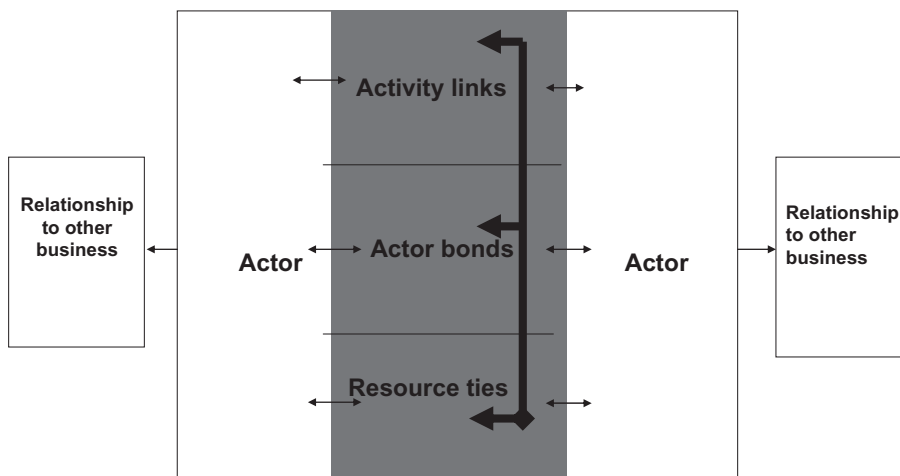 Activity links
Relationship
to other
business
Actor
Actor bonds
Actor
Relationship
to other
business
Resource ties